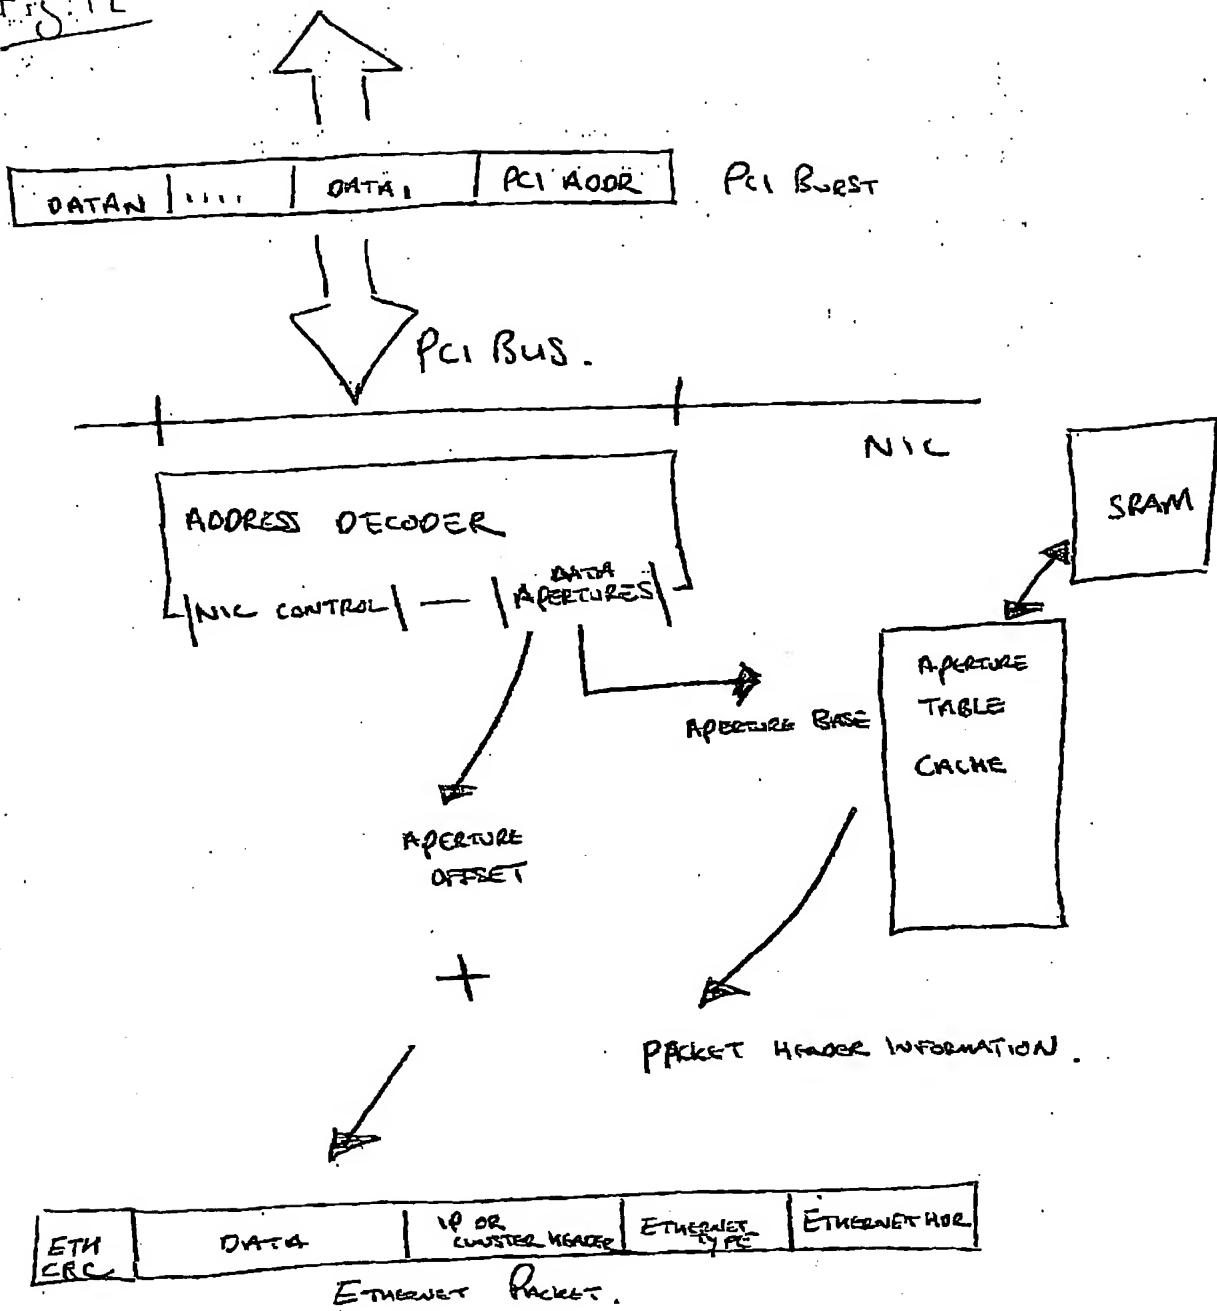 Fig. 12
DATAN | .... | DATA1 | PCI ADDR
PCI BURST
PCI BUS.
NIC
SRAM
ADDRESS DECODER
NIC CONTROL
DATA
APERTURES
APERTURE
TABLE
CACHE
APERTURE BASE
APERTURE
OFFSET
+
PACKET HEADER INFORMATION.
ETH
CRC
DATA
IP OR
CLUSTER HEADER
ETHERNET
TYPE
ETHERNET HDR
ETHERNET PACKET.